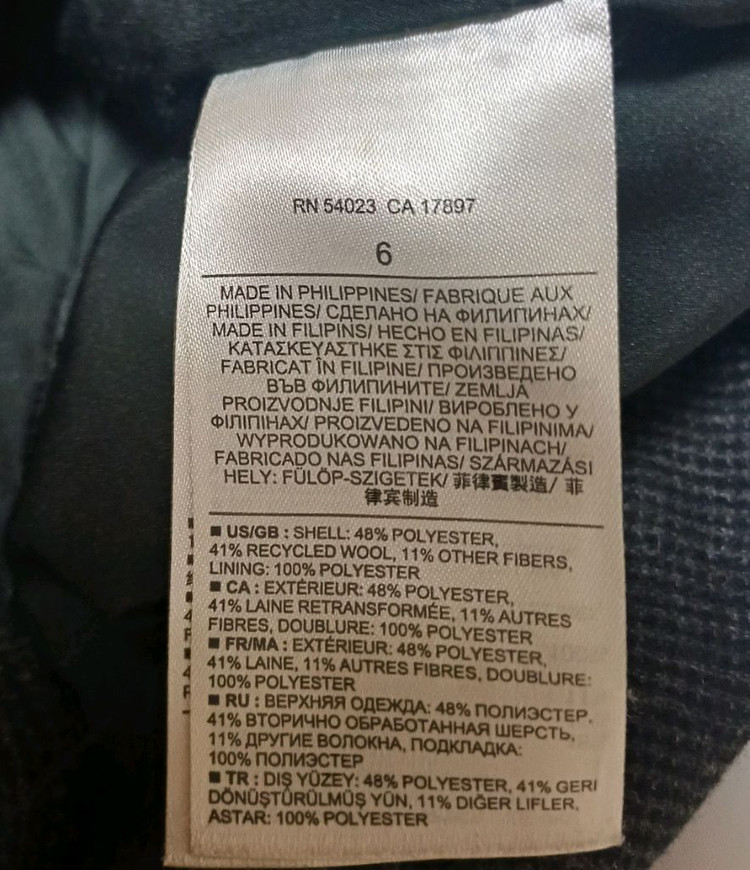 RN 54023 CA 17897
6
MADE IN PHILIPPINES/ FABRIQUE AUX
PHILIPPINES/ СДЕЛАНО НА ФИЛИПИНАХ/
MADE IN FILIPINS/ HECHO EN FILIPINAS/
ΚΑΤΑΣΚΕΥΑΣΤΗΚΕ ΣΤΙΣ ΦΙΛΙΠΠΙΝΕΣ/
FABRICAT ÎN FILIPINE/ ПРОИЗВЕДЕНО
ВЪВ ФИЛИПИНИТЕ/ ZEMLJA
PROIZVODNJE FILIPINI/ ВИРОБЛЕНО У
ФІЛІПІНАХ/ PROIZVEDENO NA FILIPINIMA/
WYPRODUKOWANO NA FILIPINACH/
FABRICADO NAS FILIPINAS/ SZÁRMAZÁSI
HELY: FÜLÖP-SZIGETEK/ 菲律賓製造/ 菲
律宾制造
■ US/GB : SHELL: 48% POLYESTER,
41% RECYCLED WOOL, 11% OTHER FIBERS,
LINING: 100% POLYESTER
■ CA : EXTÉRIEUR: 48% POLYESTER,
41% LAINE RETRANSFORMÉE, 11% AUTRES
FIBRES, DOUBLURE: 100% POLYESTER
■ FR/MA : EXTÉRIEUR: 48% POLYESTER,
41% LAINE, 11% AUTRES FIBRES, DOUBLURE:
100% POLYESTER
■ RU : ВЕРХНЯЯ ОДЕЖДА: 48% ПОЛИЭСТЕР,
41% ВТОРИЧНО ОБРАБОТАННАЯ ШЕРСТЬ,
11% ДРУГИЕ ВОЛОКНА, ПОДКЛАДКА:
100% ПОЛИЭСТЕР
■ TR : DIŞ YÜZEY: 48% POLYESTER, 41% GERI
DÖNÜŞTÜRÜLMÜŞ YÜN, 11% DIĞER LIFLER,
ASTAR: 100% POLYESTER